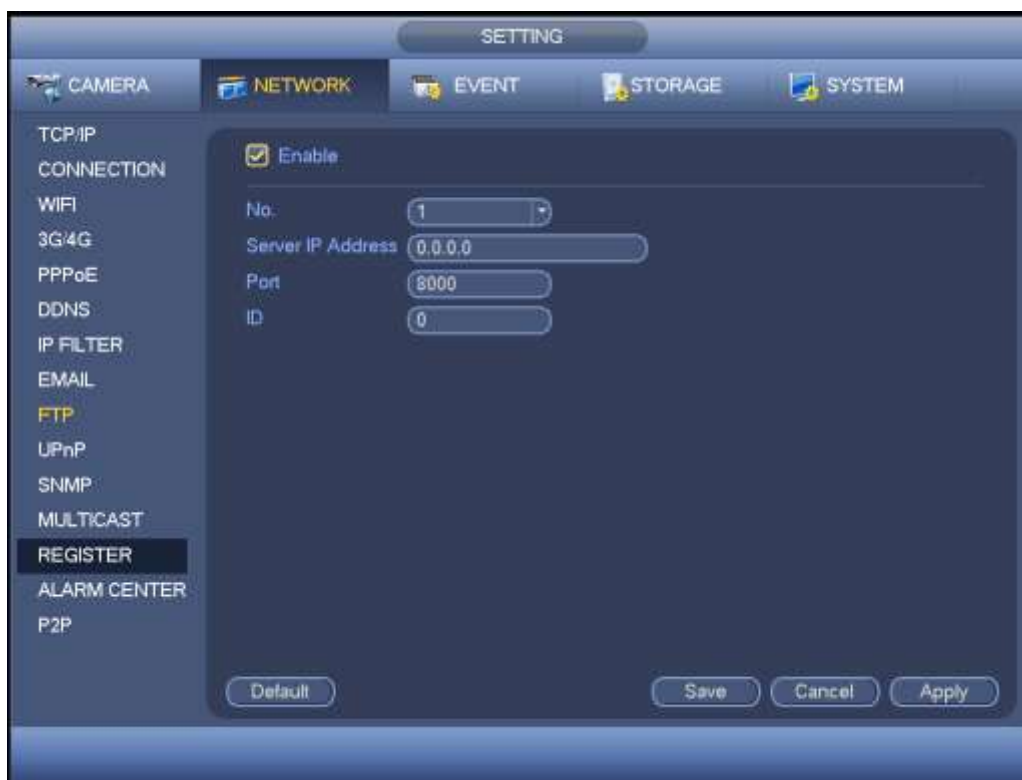 SETTING
CAMERA NETWORK EVENT STORAGE SYSTEM
TCP/IP
CONNECTION
WIFI
3G/4G
PPPoE
DDNS
IP FILTER
EMAIL
FTP
UPnP
SNMP
MULTICAST
REGISTER
ALARM CENTER
P2P
Enable
No. 1
Server IP Address 0.0.0.0
Port 8000
ID 0
Default Save Cancel Apply